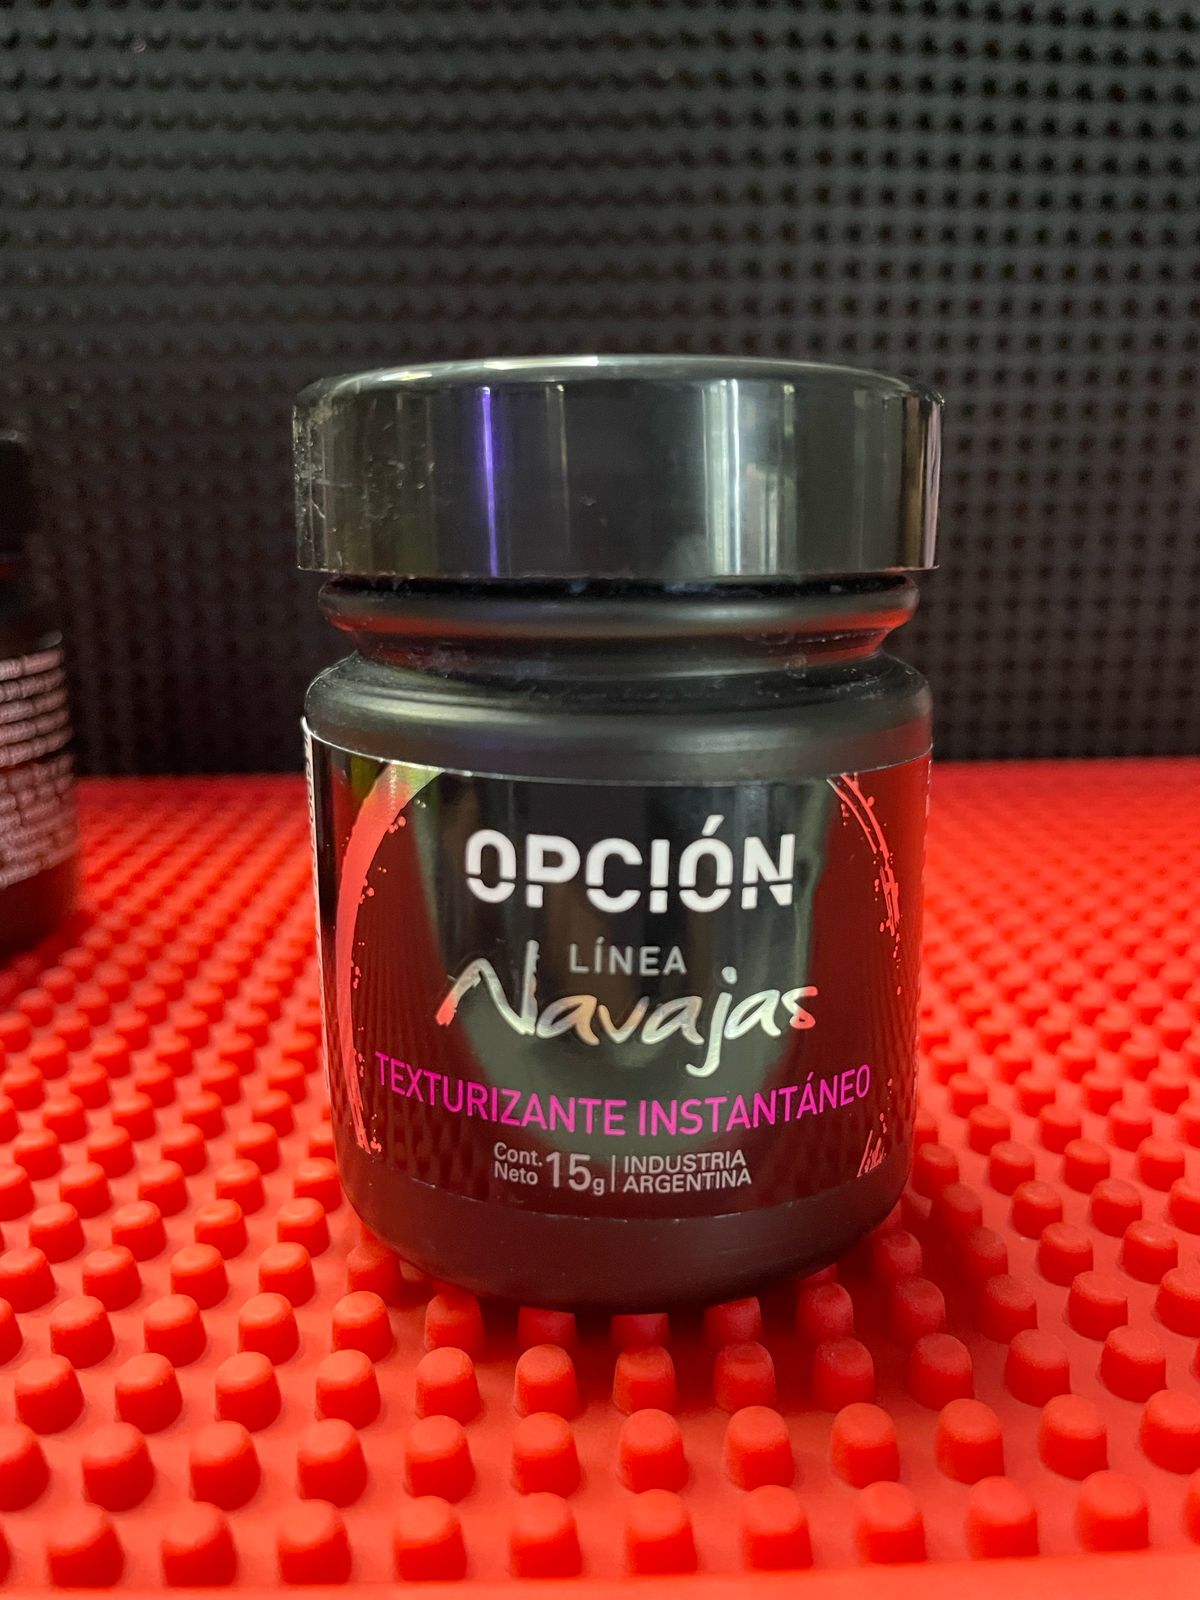 OPCIÓN
LÍNEA
Navajas
TEXTURIZANTE INSTANTÁNEO
Cont. Neto 15g | INDUSTRIA ARGENTINA